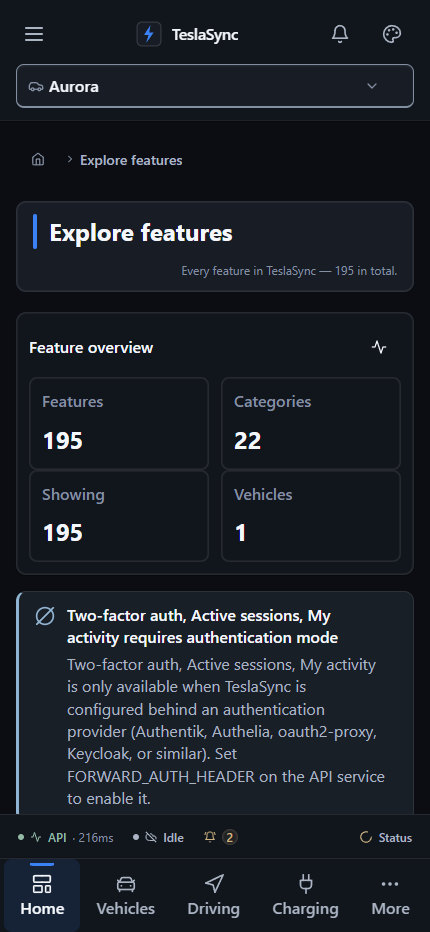 TeslaSync
Aurora
Explore features
Explore features
Every feature in TeslaSync — 195 in total.
Feature overview
Features
195
Categories
22
Showing
195
Vehicles
1
Two-factor auth, Active sessions, My
activity requires authentication mode
Two-factor auth, Active sessions, My activity
is only available when TeslaSync is
configured behind an authentication
provider (Authentik, Authelia, oauth2-proxy,
Keycloak, or similar). Set
FORWARD_AUTH_HEADER on the API service
to enable it.
API · 216ms
Idle
2
Status
Home
Vehicles
Driving
Charging
More